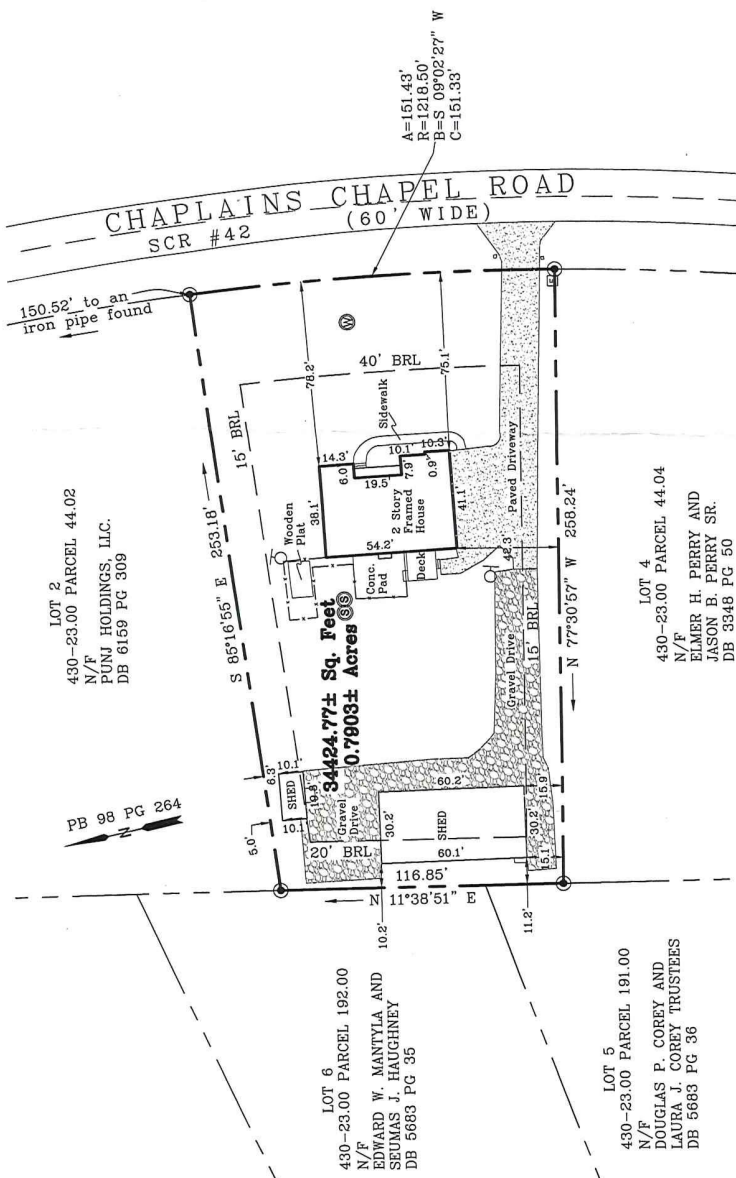 CHAPLAINS CHAPEL ROAD
SCR #42
(60' WIDE)
A=151.43'
R=1218.50'
B=S 09°02'27" W
C=151.33'
150.52' to an
iron pipe found
LOT 2
430-23.00 PARCEL 44.02
N/F
PUNJ HOLDINGS, LLC.
DB 6159 PG 309
S 85°16'55" E 253.18'
PB 98 PG 264
N
15' BRL
40' BRL
78.2'
75.1'
W
E
Sidewalk
14.3'
6.0'
19.5'
10.1'
7.9'
0.9'
10.3'
38.1'
41.1'
54.2'
2 Story
Framed
House
Wooden
Plat
Conc.
Pad
Deck
SS
42.3'
Paved Driveway
Gravel Drive
15' BRL
34424.77± Sq. Feet
0.7903± Acres
6.3'
10.1'
SHED
19.8'
10.1'
5.0'
Gravel
Drive
20' BRL
60.2'
30.2'
SHED
30.2'
60.1'
15.9'
15.1'
116.85'
N 11°38'51" E
10.2'
11.2'
N 77°30'57" W 258.24'
LOT 4
430-23.00 PARCEL 44.04
N/F
ELMER H. PERRY AND
JASON B. PERRY SR.
DB 3348 PG 50
LOT 6
430-23.00 PARCEL 192.00
N/F
EDWARD W. MANTYLA AND
SEUMAS J. HAUGHNEY
DB 5683 PG 35
LOT 5
430-23.00 PARCEL 191.00
N/F
DOUGLAS P. COREY AND
LAURA J. COREY TRUSTEES
DB 5683 PG 36